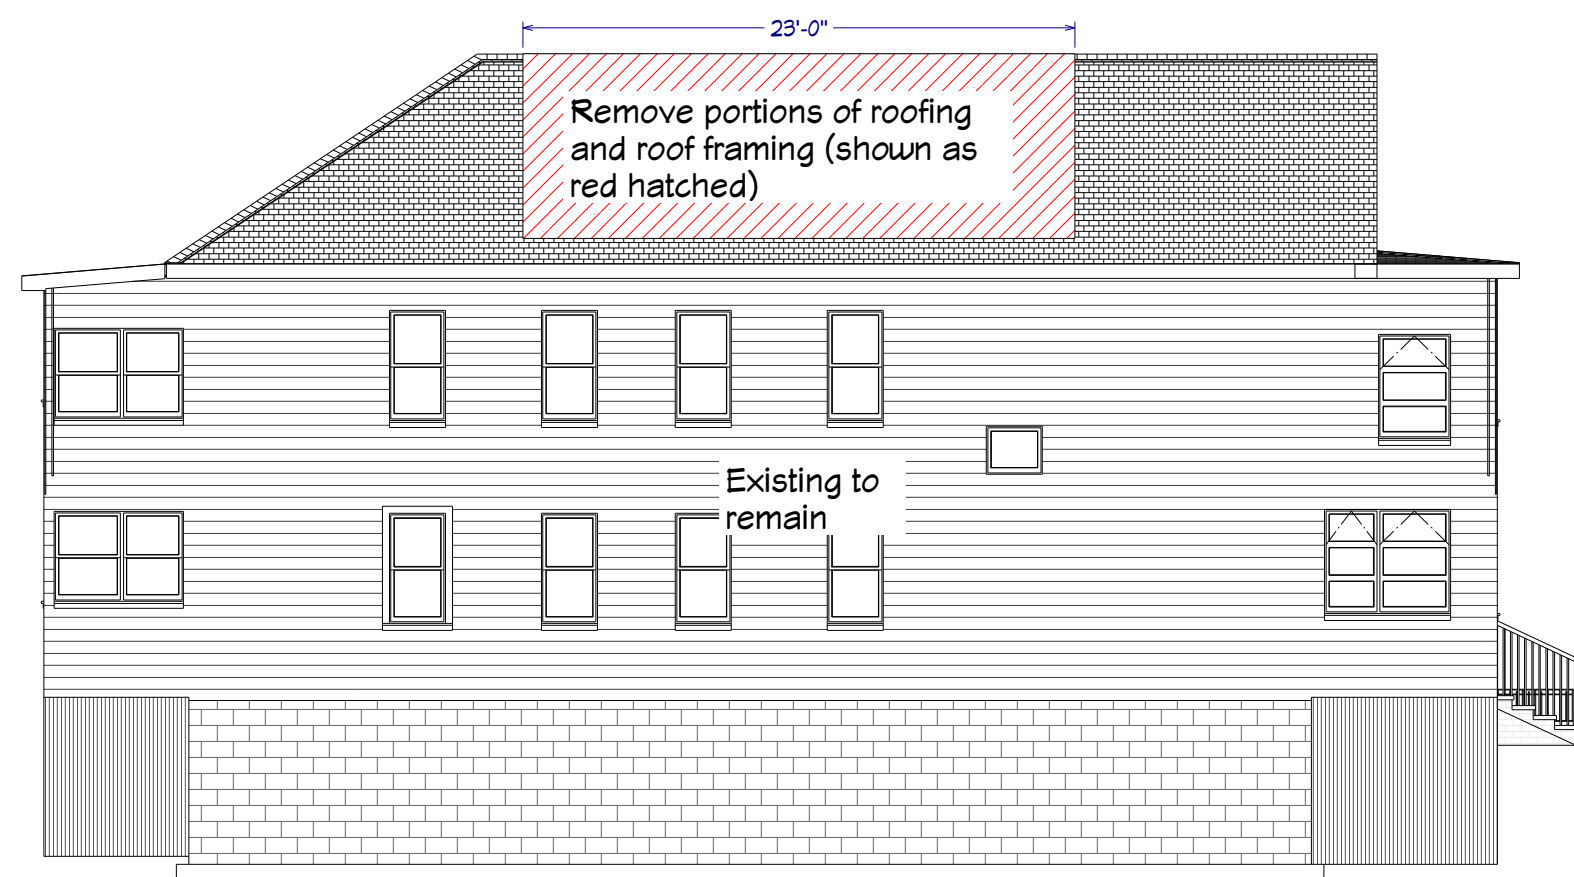 23'-0"
Remove portions of roofing
and roof framing (shown as
red hatched)
Existing to
remain